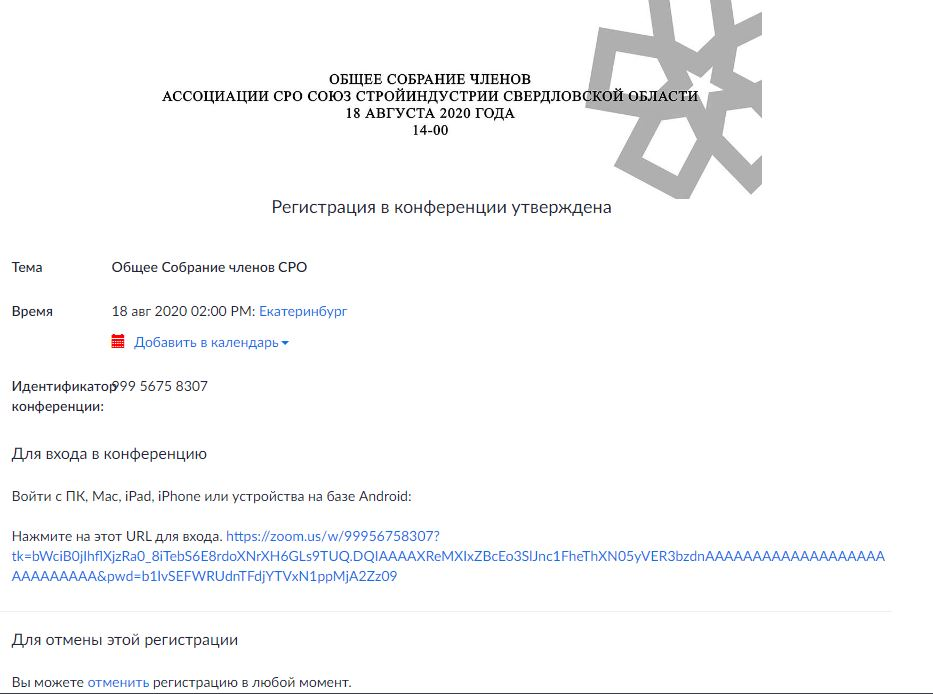 ОБЩЕЕ СОБРАНИЕ ЧЛЕНОВ
АССОЦИАЦИИ СРО СОЮЗ СТРОЙИНДУСТРИИ СВЕРДЛОВСКОЙ ОБЛАСТИ
18 АВГУСТА 2020 ГОДА
14-00
Регистрация в конференции утверждена
Тема Общее Собрание членов СРО
Время 18 авг 2020 02:00 PM: Екатеринбург
Добавить в календарь
Идентификатор 999 5675 8307
конференции:
Для входа в конференцию
Войти с ПК, Mac, iPad, iPhone или устройства на базе Android:
Нажмите на этот URL для входа. https://zoom.us/w/99956758307?
tk=bWciB0jIhflXjzRa0_8iTebS6E8rdoXNrXH6GLs9TUQ.DQIAAAAXReMXIxZBcEo3SlJnc1FheThXN05yVER3bzdnAAAAAAAAAAAAAAAAAAA
AAAAAAAAA&pwd=b1IvSEFWRUdnTFdjYTVxN1ppMjA2Zz09
Для отмены этой регистрации
Вы можете отменить регистрацию в любой момент.